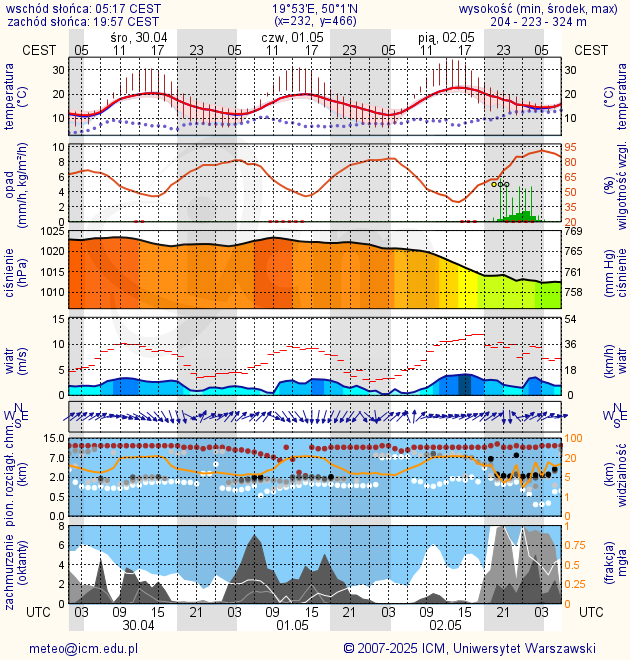 wschód słońca: 05:17 CEST 19°53'E, 50°1'N wysokość (min, środek, max)
zachód słońca: 19:57 CEST (x=232, y=466) 204 - 223 - 324 m
śro, 30.04 czw, 01.05 pią, 02.05
CEST 05 11 17 23 05 11 17 23 05 11 17 23 05 CEST
temperatura (°C) 30 20 10 30 20 10 temperatura (°C)
opad (mm/h, kg/m²/h) 10 8 6 4 2 0 95 80 65 50 35 20 (%) wilgotność wzgl.
ciśnienie (hPa) 1025 1020 1015 1010 769 765 761 758 (mm Hg) ciśnienie
wiatr (m/s) 15 10 5 0 54 36 18 0 (km/h) wiatr
N W E S N W E S
pion. rozciągł. chm. (km) 15.0 7.0 2.0 0.5 0.0 100 20 5 1 0 (km) widzialność
zachmurzenie (oktanty) 8 6 4 2 0 1 0.75 0.5 0.25 0 (frakcja) mgła
UTC 03 09 15 21 03 09 15 21 03 09 15 21 03 UTC
30.04 01.05 02.05
meteo@icm.edu.pl © 2007-2025 ICM, Uniwersytet Warszawski